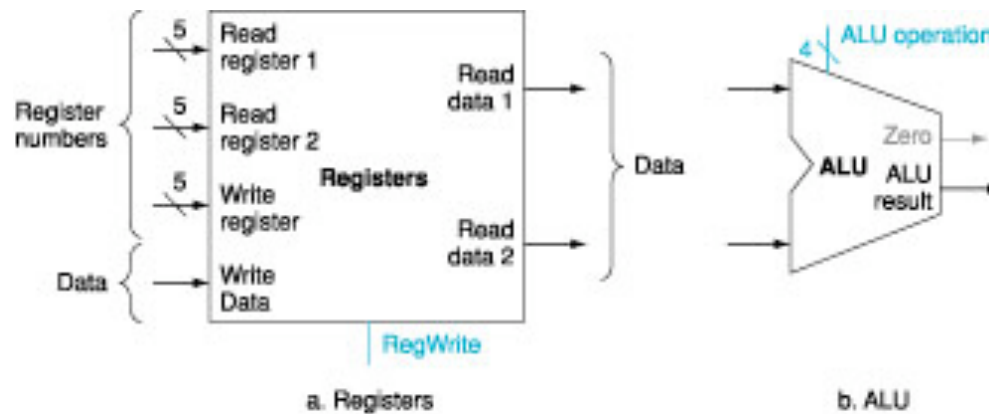 Register
numbers
Data
5
Read
register 1
5
Read
register 2
5
Write
register
Write
Data
Registers
Read
data 1
Read
data 2
RegWrite
Data
a. Registers
4
ALU operation
Zero
ALU
ALU
result
b. ALU